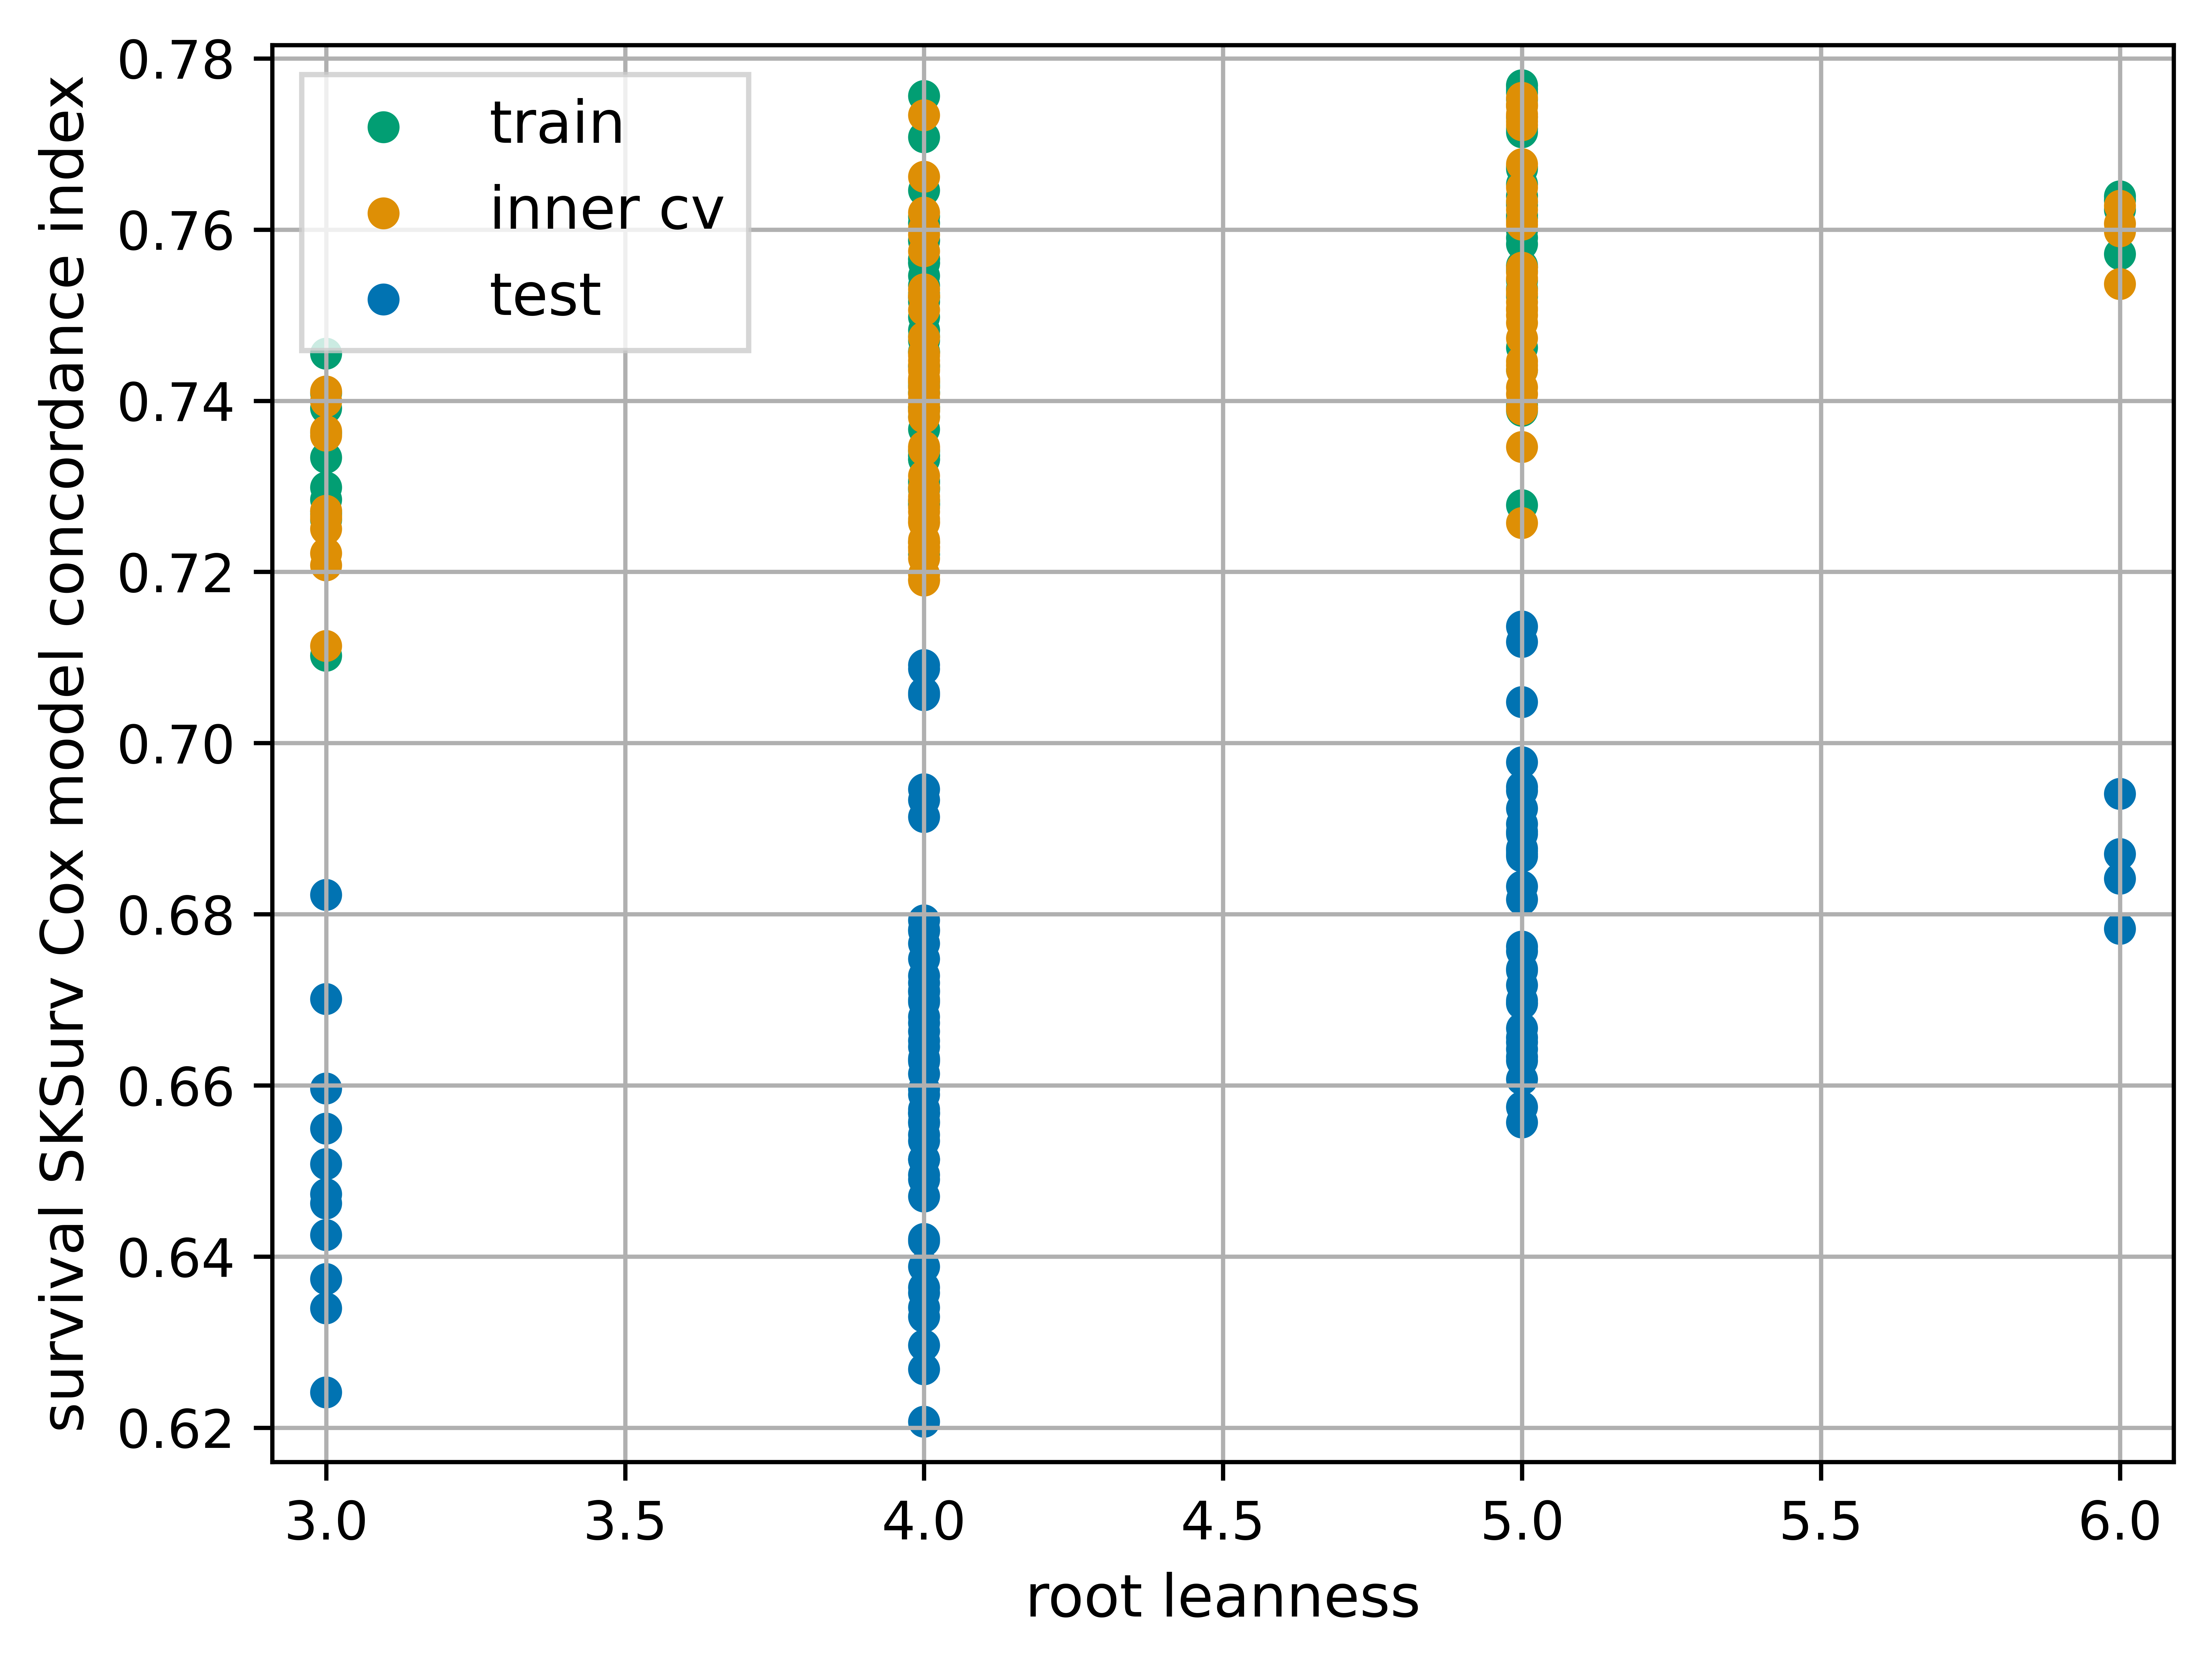 survival SKSurv Cox model concordance index
0.78
0.76
0.74
0.72
0.70
0.68
0.66
0.64
0.62
train
inner cv
test
3.0 3.5 4.0 4.5 5.0 5.5 6.0
root leanness